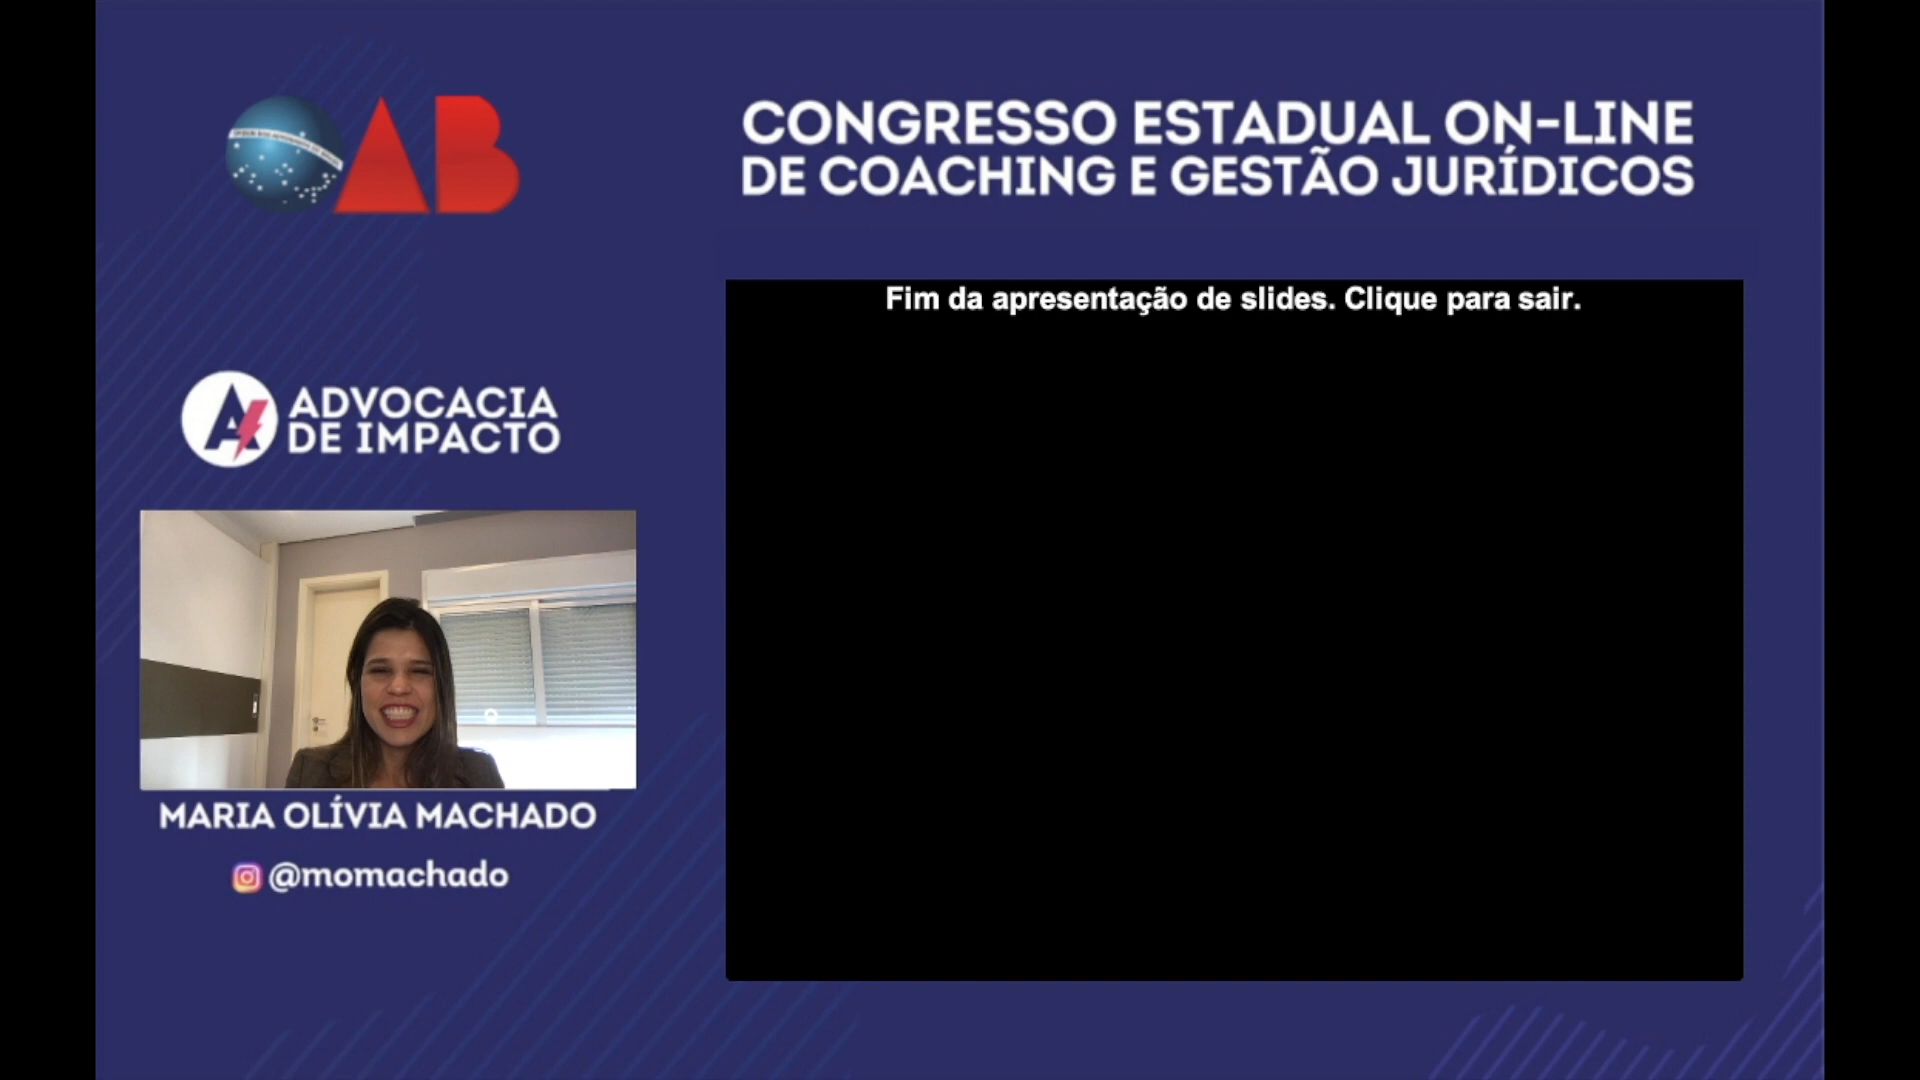 OAB
CONGRESSO ESTADUAL ON-LINE
DE COACHING E GESTÃO JURÍDICOS
Fim da apresentação de slides. Clique para sair.
ADVOCACIA
DE IMPACTO
MARIA OLÍVIA MACHADO
@momachado